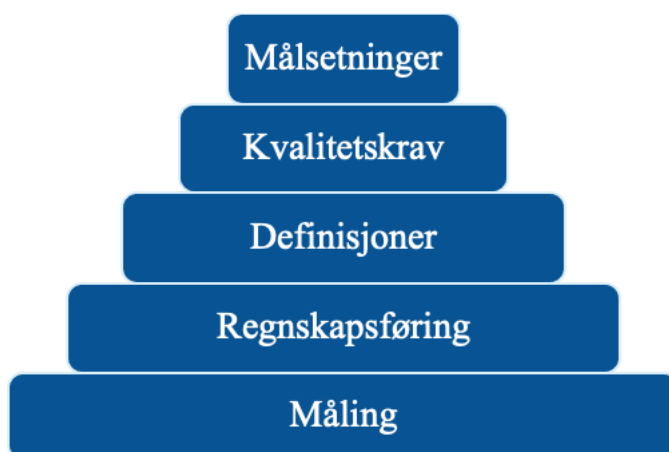 Målsetninger
Kvalitetskrav
Definisjoner
Regnskapsføring
Måling